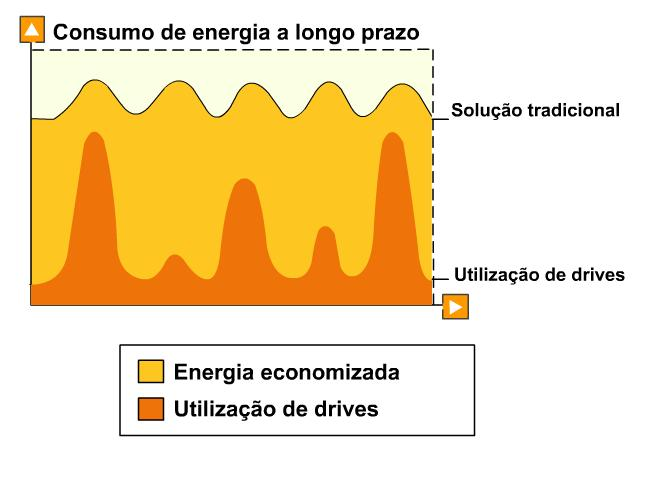 Consumo de energia a longo prazo
Solução tradicional
Utilização de drives
Energia economizada
Utilização de drives